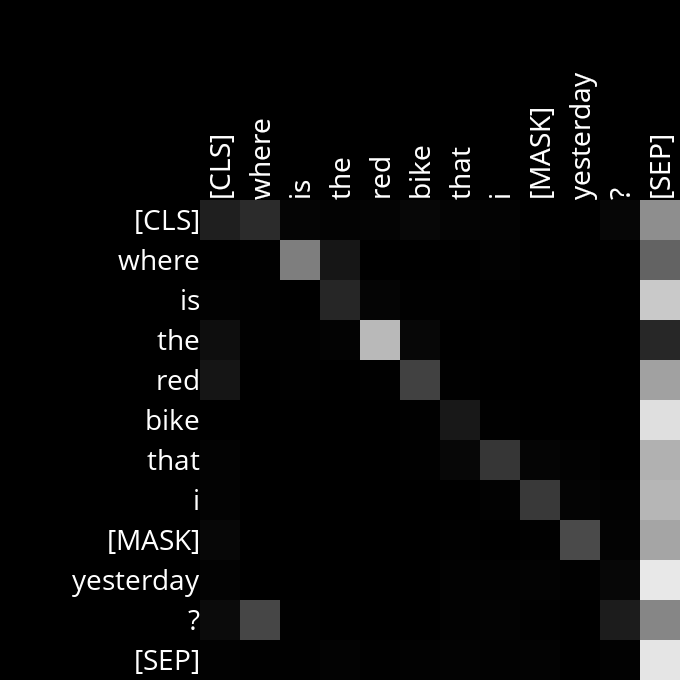 [CLS]
where
is
the
red
bike
that
i
[MASK]
yesterday
?
[SEP]
[CLS]
where
is
the
red
bike
that
i
[MASK]
yesterday
?
[SEP]